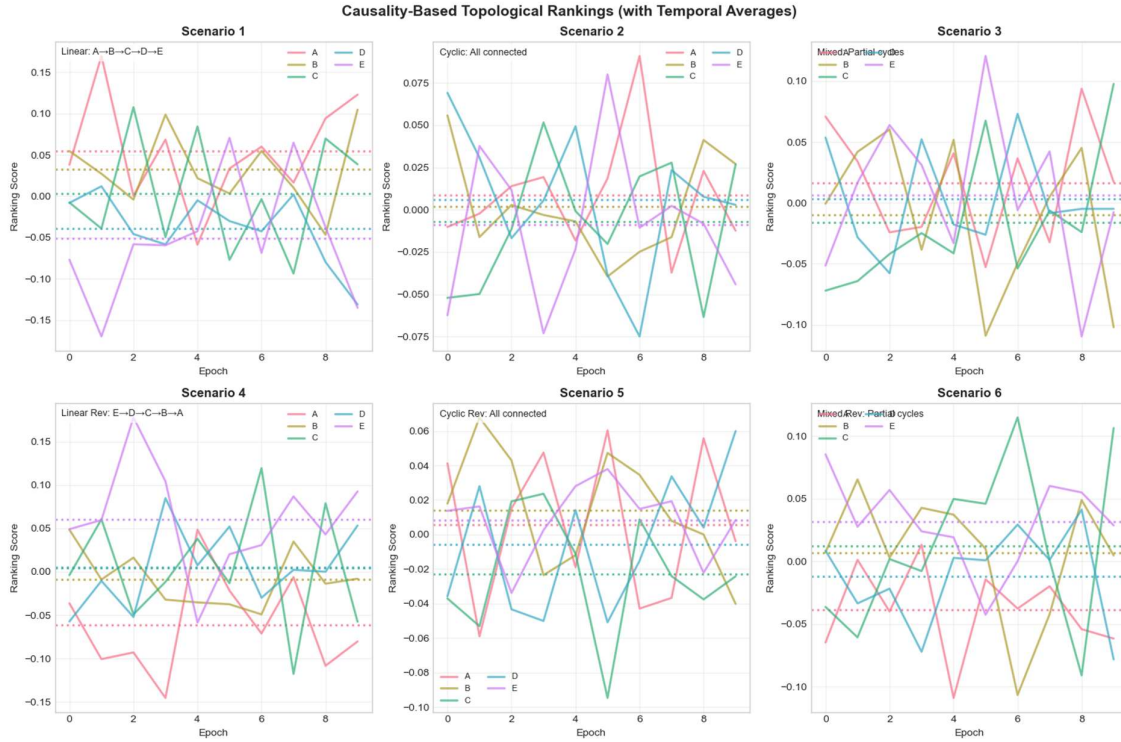 Causality-Based Topological Rankings (with Temporal Averages)
Scenario 1
Linear: A→B→C→D→E
A
B
C
D
E
Ranking Score
0.15
0.10
0.05
0.00
−0.05
−0.10
−0.15
0 2 4 6 8
Epoch
Scenario 2
Cyclic: All connected
A
B
C
D
E
Ranking Score
0.075
0.050
0.025
0.000
−0.025
−0.050
−0.075
0 2 4 6 8
Epoch
Scenario 3
Mixed: Partial cycles
A
B
C
D
E
Ranking Score
0.10
0.05
0.00
−0.05
−0.10
0 2 4 6 8
Epoch
Scenario 4
Linear Rev: E→D→C→B→A
A
B
C
D
E
Ranking Score
0.15
0.10
0.05
0.00
−0.05
−0.10
−0.15
0 2 4 6 8
Epoch
Scenario 5
Cyclic Rev: All connected
Ranking Score
0.06
0.04
0.02
0.00
−0.02
−0.04
−0.06
−0.08
−0.10
A
B
C
D
E
0 2 4 6 8
Epoch
Scenario 6
Mixed Rev: Partial cycles
A
B
C
D
E
Ranking Score
0.10
0.05
0.00
−0.05
−0.10
0 2 4 6 8
Epoch